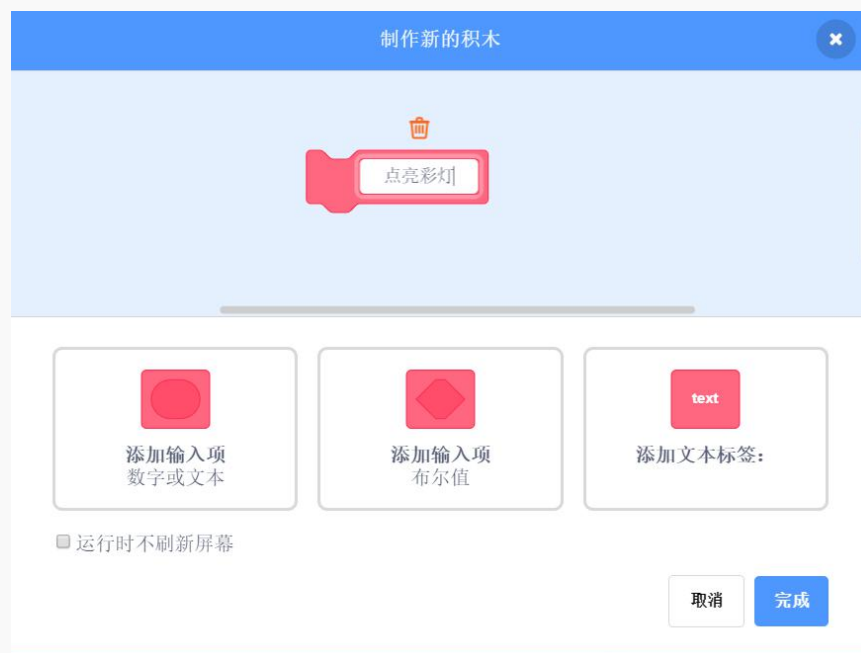 制作新的积木
点亮彩灯
text
添加输入项
数字或文本
添加输入项
布尔值
添加文本标签：
运行时不刷新屏幕
取消
完成